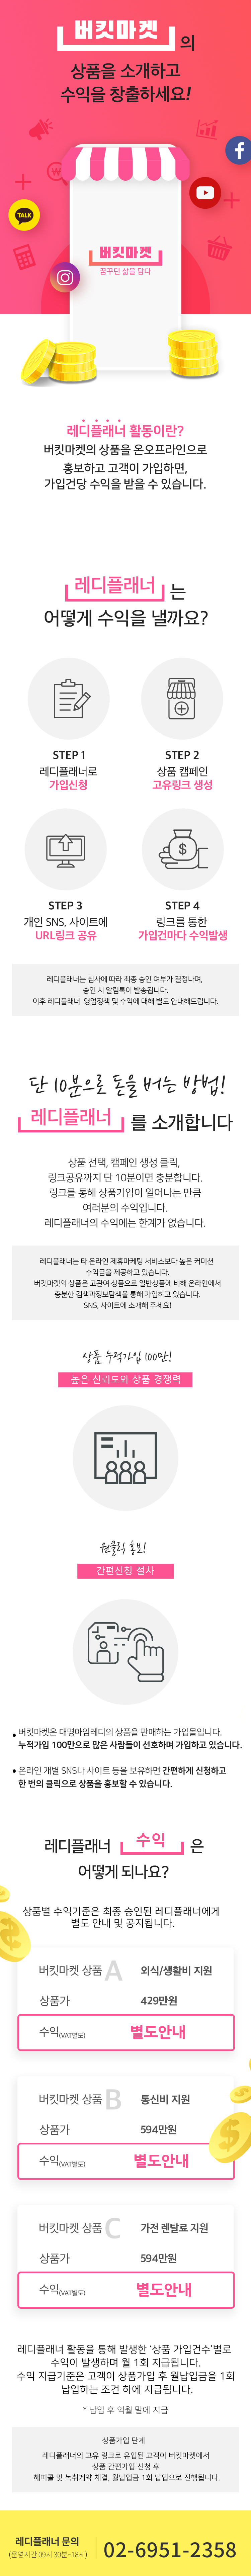 버킷마켓 의
상품을 소개하고
수익을 창출하세요!
TALK
버킷마켓
꿈꾸던 삶을 담다
레디플래너 활동이란?
버킷마켓의 상품을 온오프라인으로
홍보하고 고객이 가입하면,
가입건당 수익을 받을 수 있습니다.
레디플래너 는
어떻게 수익을 낼까요?
STEP 1
레디플래너로
가입신청
STEP 2
상품 캠페인
고유링크 생성
STEP 3
개인 SNS, 사이트에
URL링크 공유
STEP 4
링크를 통한
가입건마다 수익발생
레디플래너는 심사에 따라 최종 승인 여부가 결정나며,
승인 시 알림톡이 발송됩니다.
이후 레디플래너 영업정책 및 수익에 대해 별도 안내해드립니다.
단 10분으로 돈을 버는 방법!
레디플래너 를 소개합니다
상품 선택, 캠페인 생성 클릭,
링크공유까지 단 10분이면 충분합니다.
링크를 통해 상품가입이 일어나는 만큼
여러분의 수익입니다.
레디플래너의 수익에는 한계가 없습니다.
레디플래너는 타 온라인 제휴마케팅 서비스보다 높은 커미션
수익금을 제공하고 있습니다.
버킷마켓의 상품은 고관여 상품으로 일반상품에 비해 온라인에서
충분한 검색과정보탐색을 통해 가입하고 있습니다.
SNS, 사이트에 소개해 주세요!
상품 누적가입 100만!
높은 신뢰도와 상품 경쟁력
원클릭 홍보!
간편신청 절차
• 버킷마켓은 대명아임레디의 상품을 판매하는 가입몰입니다.
누적가입 100만으로 많은 사람들이 선호하며 가입하고 있습니다.
• 온라인 개별 SNS나 사이트 등을 보유하면 간편하게 신청하고
한 번의 클릭으로 상품을 홍보할 수 있습니다.
레디플래너 수익 은
어떻게 되나요?
상품별 수익기준은 최종 승인된 레디플래너에게
별도 안내 및 공지됩니다.
버킷마켓 상품 A 외식/생활비 지원
상품가 429만원
수익(VAT별도) 별도안내
버킷마켓 상품 B 통신비 지원
상품가 594만원
수익(VAT별도) 별도안내
버킷마켓 상품 C 가전 렌탈료 지원
상품가 594만원
수익(VAT별도) 별도안내
레디플래너 활동을 통해 발생한 '상품 가입건수'별로
수익이 발생하며 월 1회 지급됩니다.
수익 지급기준은 고객이 상품가입 후 월납입금을 1회
납입하는 조건 하에 지급됩니다.
* 납입 후 익월 말에 지급
상품가입 단계
레디플래너의 고유 링크로 유입된 고객이 버킷마켓에서
상품 간편가입 신청 후
해피콜 및 녹취계약 체결, 월납입금 1회 납입으로 진행됩니다.
레디플래너 문의
(운영시간 09시 30분~18시)
02-6951-2358